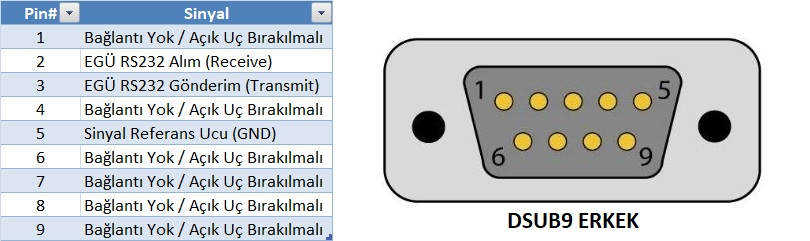 Pin# Sinyal
1 Bağlantı Yok / Açık Uç Bırakılmalı
2 EGÜ RS232 Alım (Receive)
3 EGÜ RS232 Gönderim (Transmit)
4 Bağlantı Yok / Açık Uç Bırakılmalı
5 Sinyal Referans Ucu (GND)
6 Bağlantı Yok / Açık Uç Bırakılmalı
7 Bağlantı Yok / Açık Uç Bırakılmalı
8 Bağlantı Yok / Açık Uç Bırakılmalı
9 Bağlantı Yok / Açık Uç Bırakılmalı
1 5
6 9
DSUB9 ERKEK